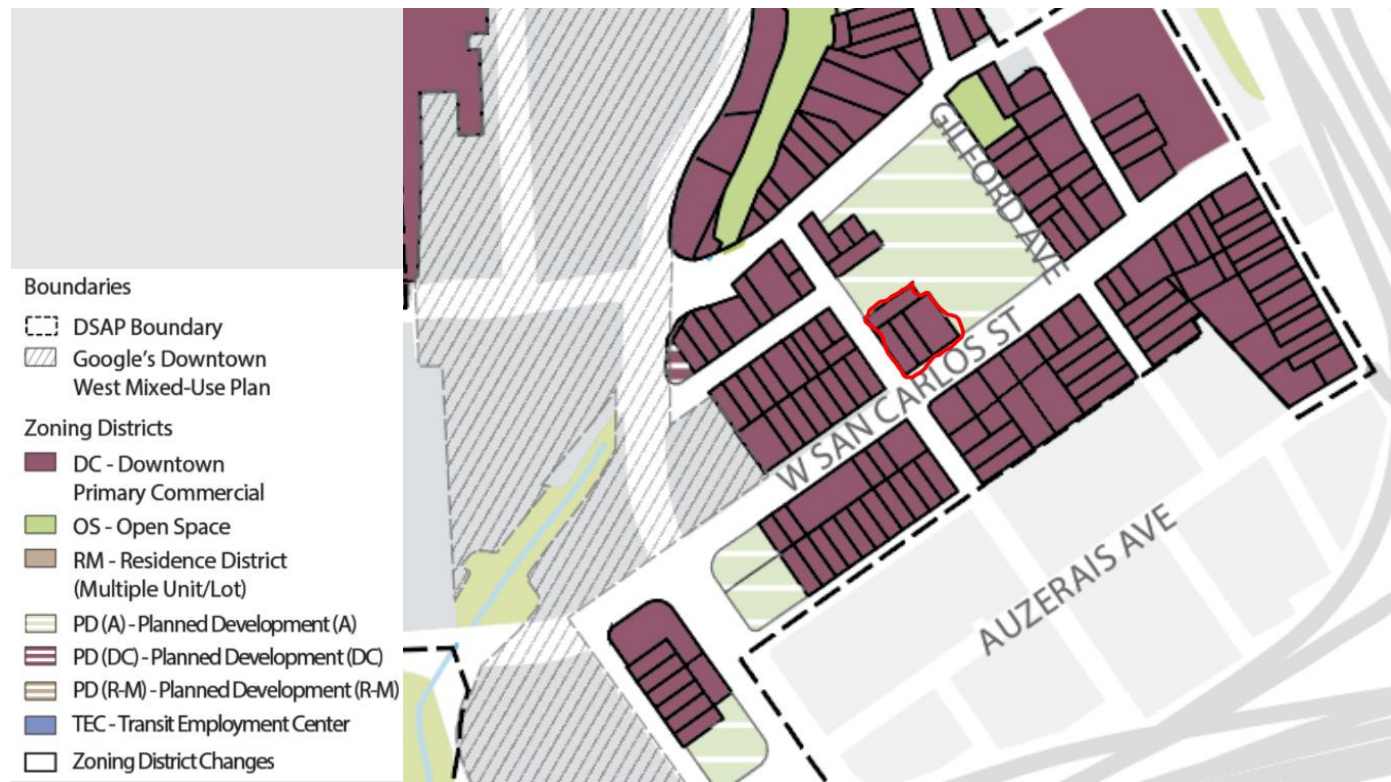 Boundaries
DSAP Boundary
Google's Downtown
West Mixed-Use Plan
Zoning Districts
DC - Downtown
Primary Commercial
OS - Open Space
RM - Residence District
(Multiple Unit/Lot)
PD (A) - Planned Development (A)
PD (DC) - Planned Development (DC)
PD (R-M) - Planned Development (R-M)
TEC - Transit Employment Center
Zoning District Changes
GILFORD AVE
W SAN CARLOS ST
AUZERAIS AVE